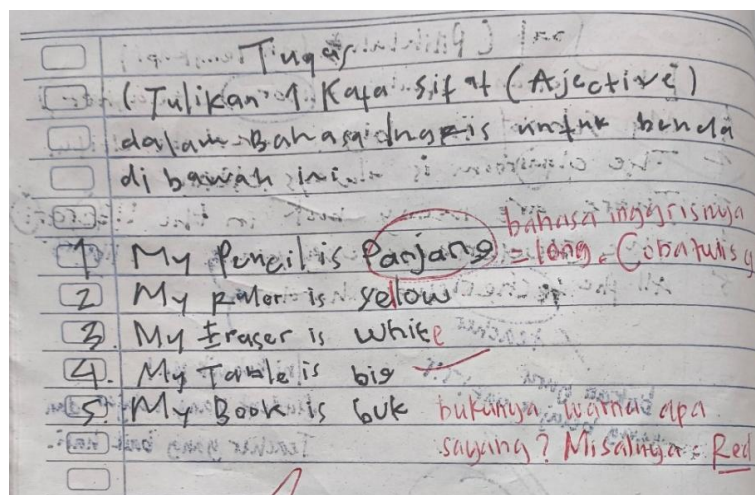 Tugas
(Tulikan 1 Kata sifat (Ajective)
dalam Bahasa ingris untuk benda
di bawah ini
1 My Pencil is Panjang bahasa inggrisnya = long. Coba tulis
2 My ruler is yellow
3. My Eraser is white
4. My Table is big
5. My Book is buk bukunya warna apa
sayang? Misalnya = Red